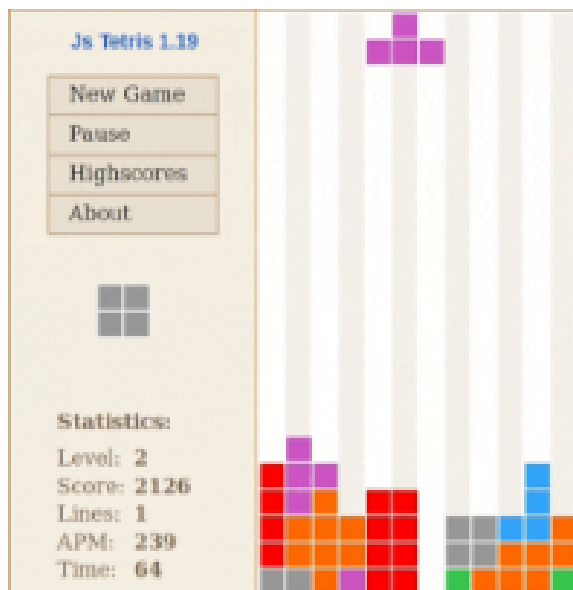 Js Tetris 1.19
New Game
Pause
Highscores
About
Statistics:
Level: 2
Score: 2126
Lines: 1
APM: 239
Time: 64